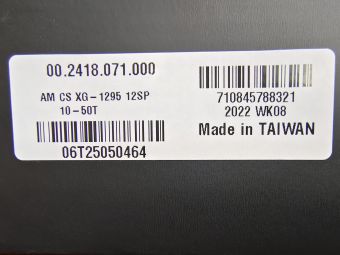 00.2418.071.000
AM CS XG-1295 12SP
10-50T
06T25050464
710845788321
2022 WK08
Made in TAIWAN